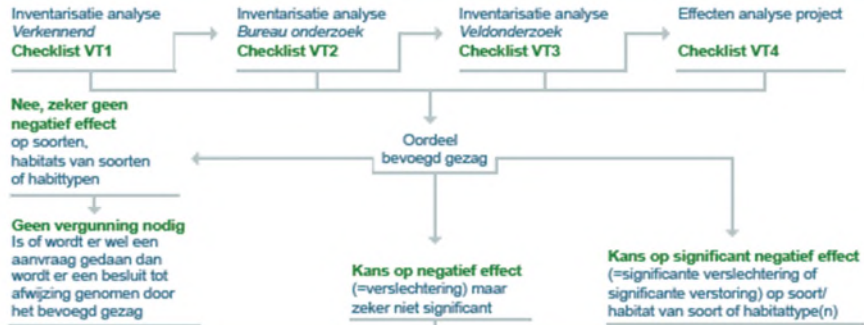 Inventarisatie analyse
Verkennend
Checklist VT1
Inventarisatie analyse
Bureau onderzoek
Checklist VT2
Inventarisatie analyse
Veldonderzoek
Checklist VT3
Effecten analyse project
Checklist VT4
Oordeel
bevoegd gezag
Nee, zeker geen
negatief effect
op soorten,
habitats van soorten
of habittypen
Geen vergunning nodig
Is of wordt er wel een
aanvraag gedaan dan
wordt er een besluit tot
afwijzing genomen door
het bevoegd gezag
Kans op negatief effect
(=verslechtering) maar
zeker niet significant
Kans op significant negatief effect
(=significante verslechtering of
significante verstoring) op soort/
habitat van soort of habitattype(n)